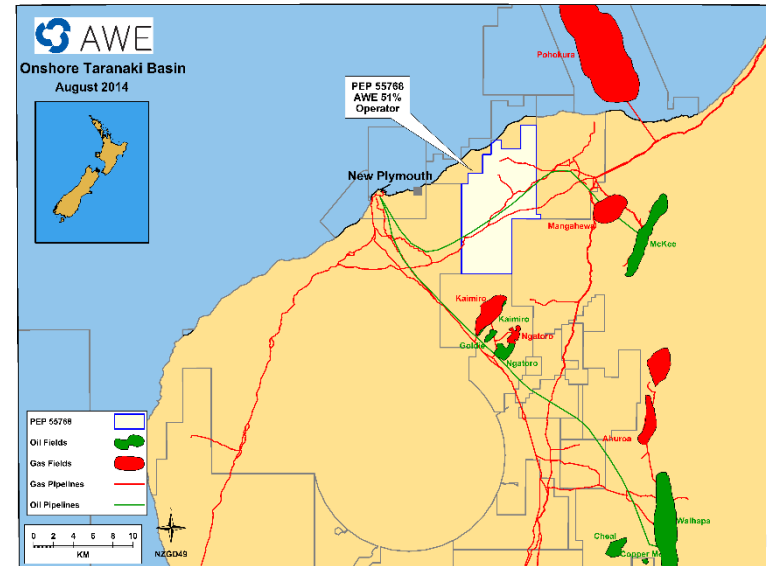 AWE
Onshore Taranaki Basin
August 2014
PEP 55768
AWE 51%
Operator
Pohokura
New Plymouth
Mangahewa
McKee
Kaimiro
Kaimiro
Goldie
Ngatoro
Ngatoro
Ahuroa
Waihapa
Cheal
Copper Mo
PEP 55768
Oil Fields
Gas Fields
Gas Pipelines
Oil Pipelines
0 2 4 6 8 10
KM
NZGD49